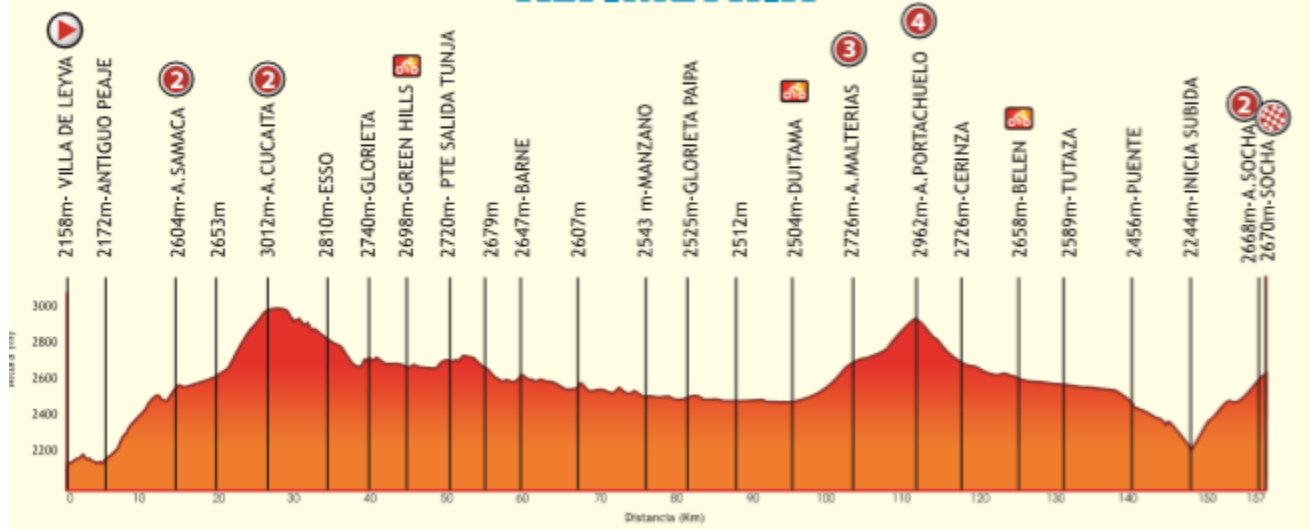 2158m- VILLA DE LEYVA
2172m-ANTIGUO PEAJE
2
2604m-A.SAMACA
2653m
2
3012m-A.CUCAITA
2810m-ESSO
2740m-GLORIETA
2698m-GREEN HILLS
2720m- PTE SALIDA TUNJA
2679m
2647m-BARNE
2607m
2543 m-MANZANO
2525m-GLORIETA PAIPA
2512m
2504m-DUITAMA
3
2726m-A.MALTERIAS
4
2962m-A.PORTACHUELO
2726m-CERINZA
2658m-BELEN
2589m-TUTAZA
2456m-PUENTE
2244m-INICIA SUBIDA
2
2668m-A.SOCHA
2670m-SOCHA
3000
2800
2600
2400
2200
0 10 20 30 40 50 60 70 80 90 100 110 120 130 140 150 157
Distancia (Km)